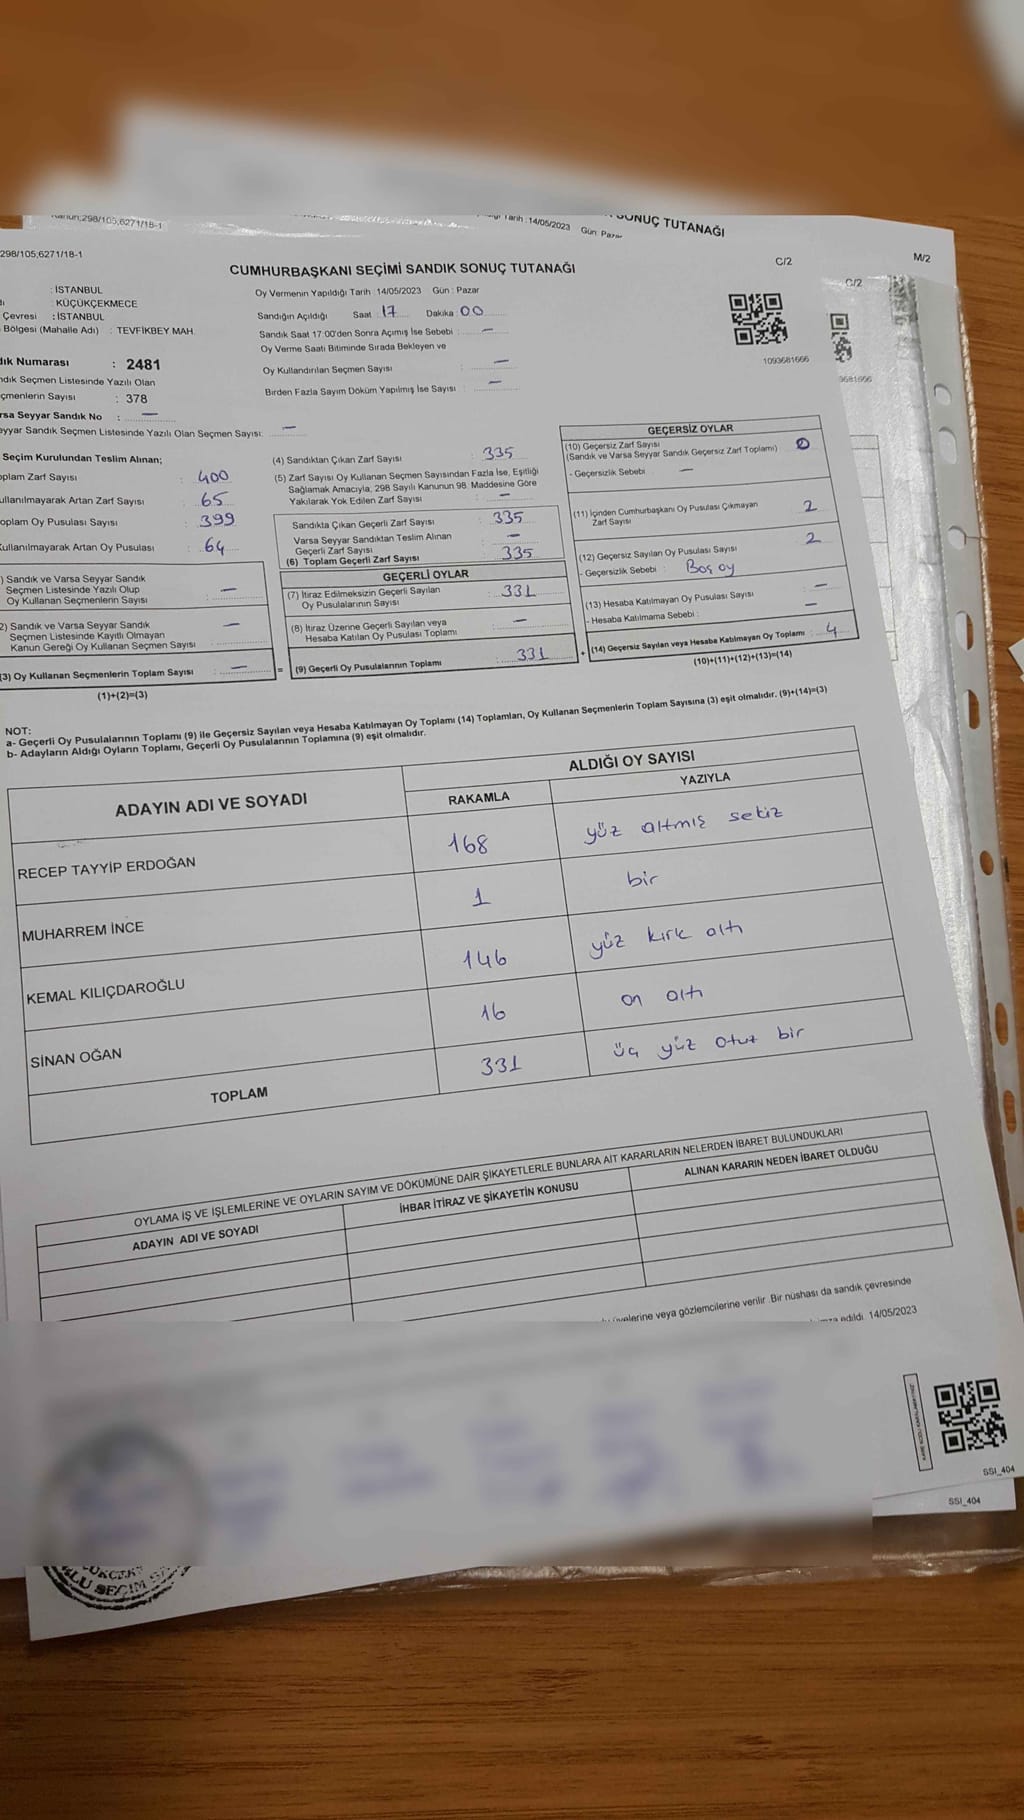 Kanun;298/105;6271/18-1
Tarih :14/05/2023 Gün: Pazar
SONUÇ TUTANAĞI
M/2
C/2
298/105;6271/18-1
C/2
CUMHURBAŞKANI SEÇİMİ SANDIK SONUÇ TUTANAĞI
: İSTANBUL
: KÜÇÜKÇEKMECE
Çevresi : İSTANBUL
Bölgesi (Mahalle Adı) : TEVFİKBEY MAH.
Numarası : 2481
Seçmen Listesinde Yazılı Olan
Sayısı : 378
Seyyar Sandık No : —
Seyyar Sandık Seçmen Listesinde Yazılı Olan Seçmen Sayısı: —
Oy Vermenin Yapıldığı Tarih :14/05/2023 Gün : Pazar
Sandığın Açıldığı Saat : 17 Dakika : 00
Sandık Saat 17:00'den Sonra Açımış İse Sebebi : —
Oy Verme Saati Bitiminde Sırada Bekleyen ve
Oy Kullandırılan Seçmen Sayısı : —
Birden Fazla Sayım Döküm Yapılmış İse Sayısı : —
1093681666
9681666
Seçim Kurulundan Teslim Alınan;
Zarf Sayısı : 400
Artan Zarf Sayısı : 65
Oy Pusulası Sayısı : 399
Artan Oy Pusulası : 64
) Sandık ve Varsa Seyyar Sandık
Seçmen Listesinde Yazılı Olup
Oy Kullanan Seçmenlerin Sayısı : —
2) Sandık ve Varsa Seyyar Sandık
Seçmen Listesinde Kayıtlı Olmayan
Kanun Gereği Oy Kullanan Seçmen Sayısı : —
(3) Oy Kullanan Seçmenlerin Toplam Sayısı : — =
(1)+(2)=(3)
(4) Sandıktan Çıkan Zarf Sayısı : 335
(5) Zarf Sayısı Oy Kullanan Seçmen Sayısından Fazla İse, Eşitliği
Sağlamak Amacıyla, 298 Sayılı Kanunun 98. Maddesine Göre
Yakılarak Yok Edilen Zarf Sayısı : —
Sandıkta Çıkan Geçerli Zarf Sayısı : 335
Varsa Seyyar Sandıktan Teslim Alınan
Geçerli Zarf Sayısı : —
(6) Toplam Geçerli Zarf Sayısı : 335
GEÇERLİ OYLAR
(7) İtiraz Edilmeksizin Geçerli Sayılan
Oy Pusulalarının Sayısı : 331
(8) İtiraz Üzerine Geçerli Sayılan veya
Hesaba Katılan Oy Pusulası Toplamı : —
(9) Geçerli Oy Pusulalarının Toplamı : 331 +
GEÇERSİZ OYLAR
(10) Geçersiz Zarf Sayısı
(Sandık ve Varsa Seyyar Sandık Geçersiz Zarf Toplamı) : 0
- Geçersizlik Sebebi : —
(11) İçinden Cumhurbaşkanı Oy Pusulası Çıkmayan
Zarf Sayısı : 2
(12) Geçersiz Sayılan Oy Pusulası Sayısı : 2
- Geçersizlik Sebebi : Boş oy
(13) Hesaba Katılmayan Oy Pusulası Sayısı : —
- Hesaba Katılmama Sebebi : —
(14) Geçersiz Sayılan veya Hesaba Katılmayan Oy Toplamı : 4
(10)+(11)+(12)+(13)=(14)
NOT:
a- Geçerli Oy Pusulalarının Toplamı (9) ile Geçersiz Sayılan veya Hesaba Katılmayan Oy Toplamı (14) Toplamları, Oy Kullanan Seçmenlerin Toplam Sayısına (3) eşit olmalıdır. (9)+(14)=(3)
b- Adayların Aldığı Oyların Toplamı, Geçerli Oy Pusulalarının Toplamına (9) eşit olmalıdır.
ADAYIN ADI VE SOYADI
ALDIĞI OY SAYISI
RAKAMLA YAZIYLA
RECEP TAYYİP ERDOĞAN 168 yüz altmış sekiz
MUHARREM İNCE 1 bir
KEMAL KILIÇDAROĞLU 146 yüz kırk altı
SİNAN OĞAN 16 on altı
TOPLAM 331 üç yüz otuz bir
OYLAMA İŞ VE İŞLEMLERİNE VE OYLARIN SAYIM VE DÖKÜMÜNE DAİR ŞİKAYETLERLE BUNLARA AİT KARARLARIN NELERDEN İBARET BULUNDUKLARI
ADAYIN ADI VE SOYADI İHBAR İTİRAZ VE ŞİKAYETİN KONUSU ALINAN KARARIN NEDEN İBARET OLDUĞU
üyelerine veya gözlemcilerine verilir. Bir nüshası da sandık çevresinde
edildi. 14/05/2023
SSI_404
SSI_404
SEÇİM